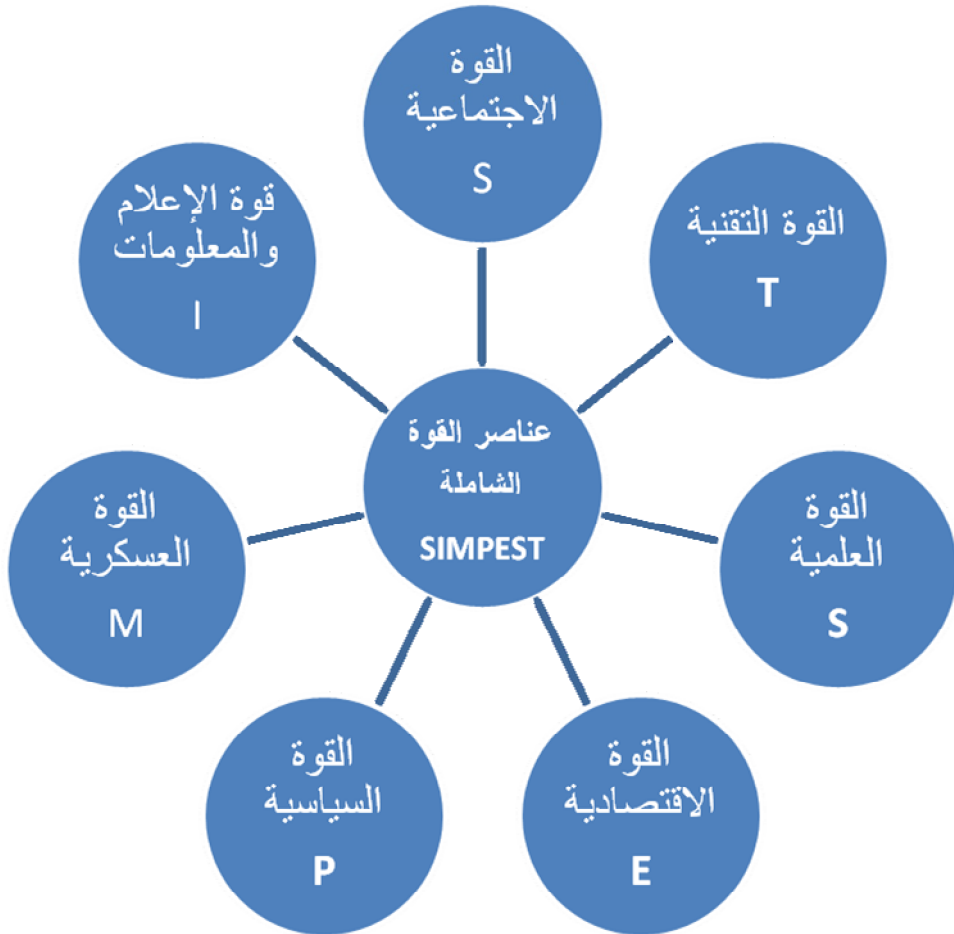 القوة
الاجتماعية
S
قوة الإعلام
والمعلومات
I
القوة التقنية
T
عناصر القوة
الشاملة
SIMPEST
القوة
العسكرية
M
القوة
العلمية
S
القوة
السياسية
P
القوة
الاقتصادية
E